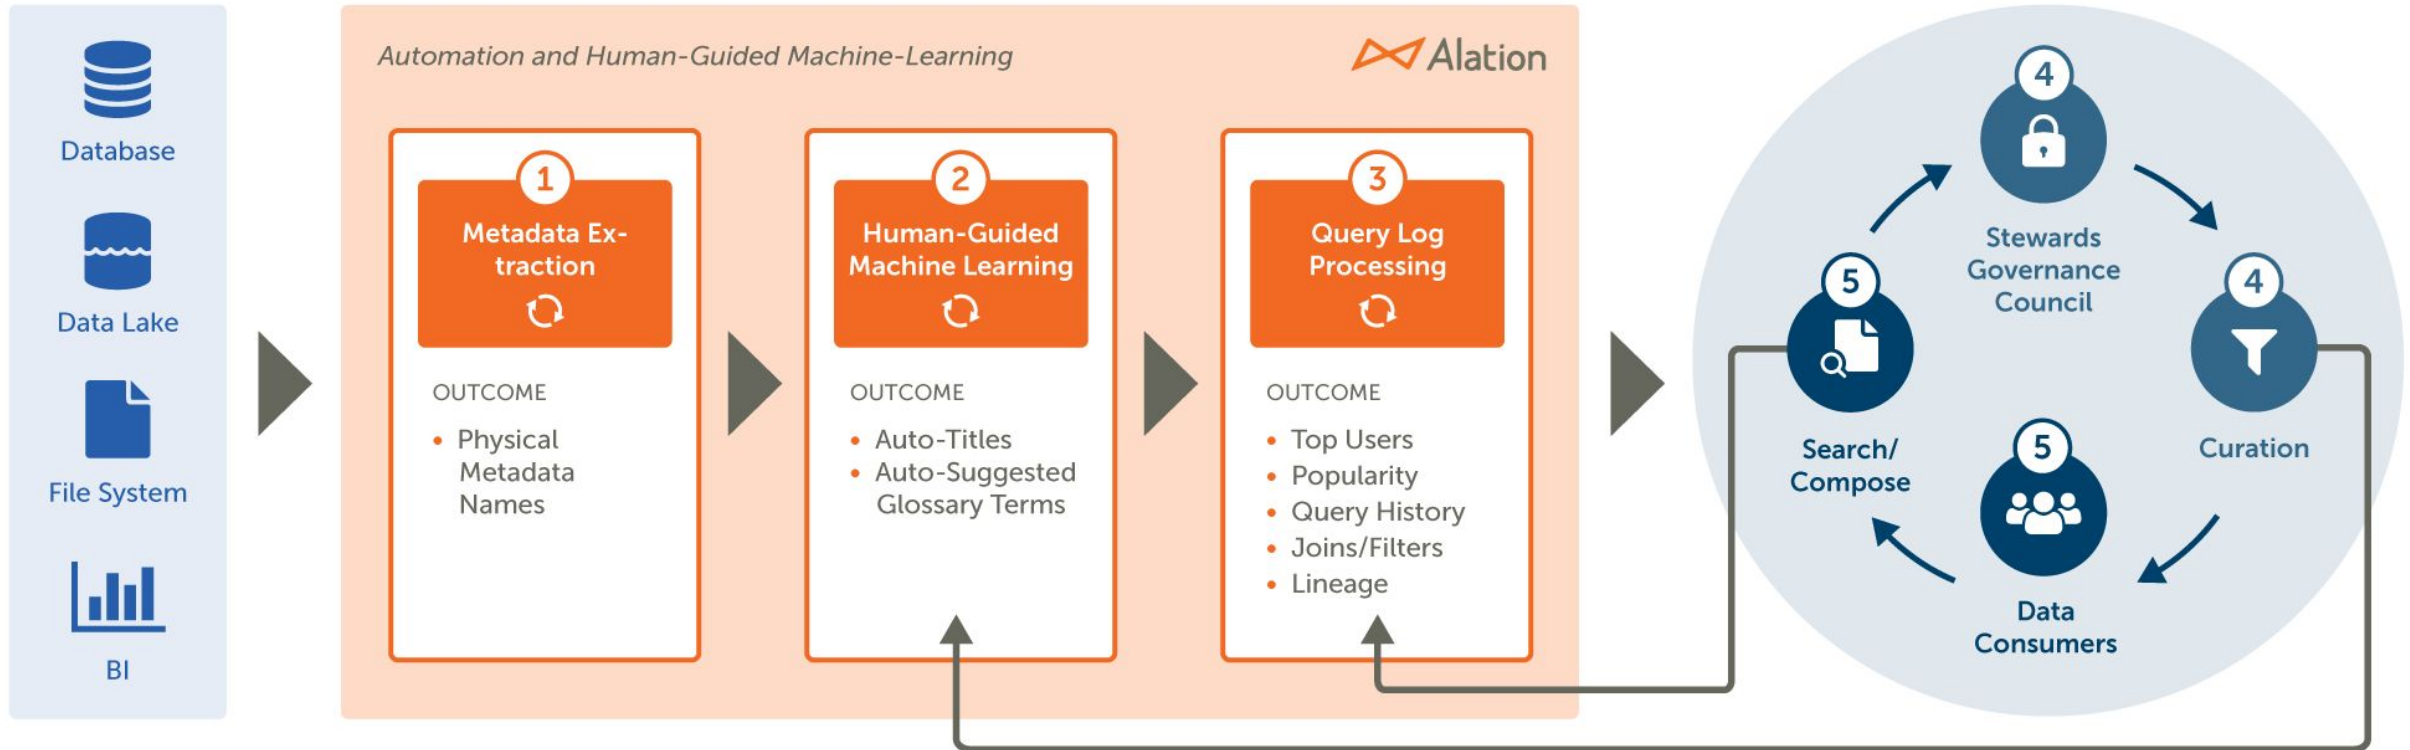 Database
Data Lake
File System
BI
Automation and Human-Guided Machine-Learning
Alation
1
Metadata Ex-
traction
OUTCOME
• Physical
Metadata
Names
2
Human-Guided
Machine Learning
OUTCOME
• Auto-Titles
• Auto-Suggested
Glossary Terms
3
Query Log
Processing
OUTCOME
• Top Users
• Popularity
• Query History
• Joins/Filters
• Lineage
4
Stewards
Governance
Council
4
Curation
5
Data
Consumers
5
Search/
Compose